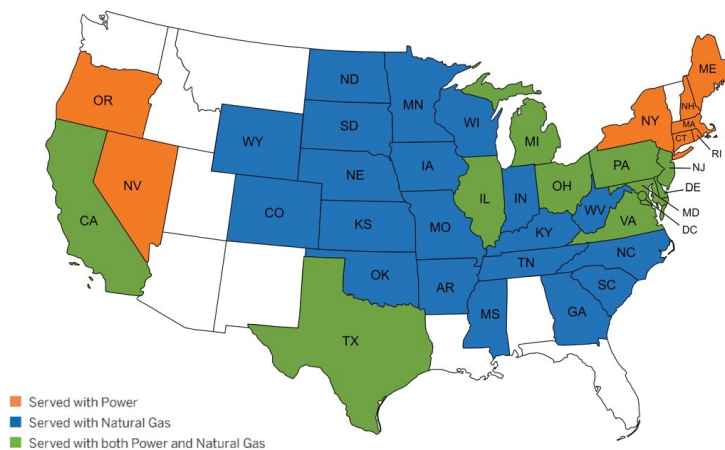 ME
ND
MN
OR
NH
WI
SD
NY
MA
WY
MI
CT
RI
IA
PA
NJ
NE
OH
NV
IL
IN
DE
CA
CO
WV
MD
VA
KS
MO
KY
DC
NC
TN
OK
AR
SC
MS
GA
TX
Served with Power
Served with Natural Gas
Served with both Power and Natural Gas